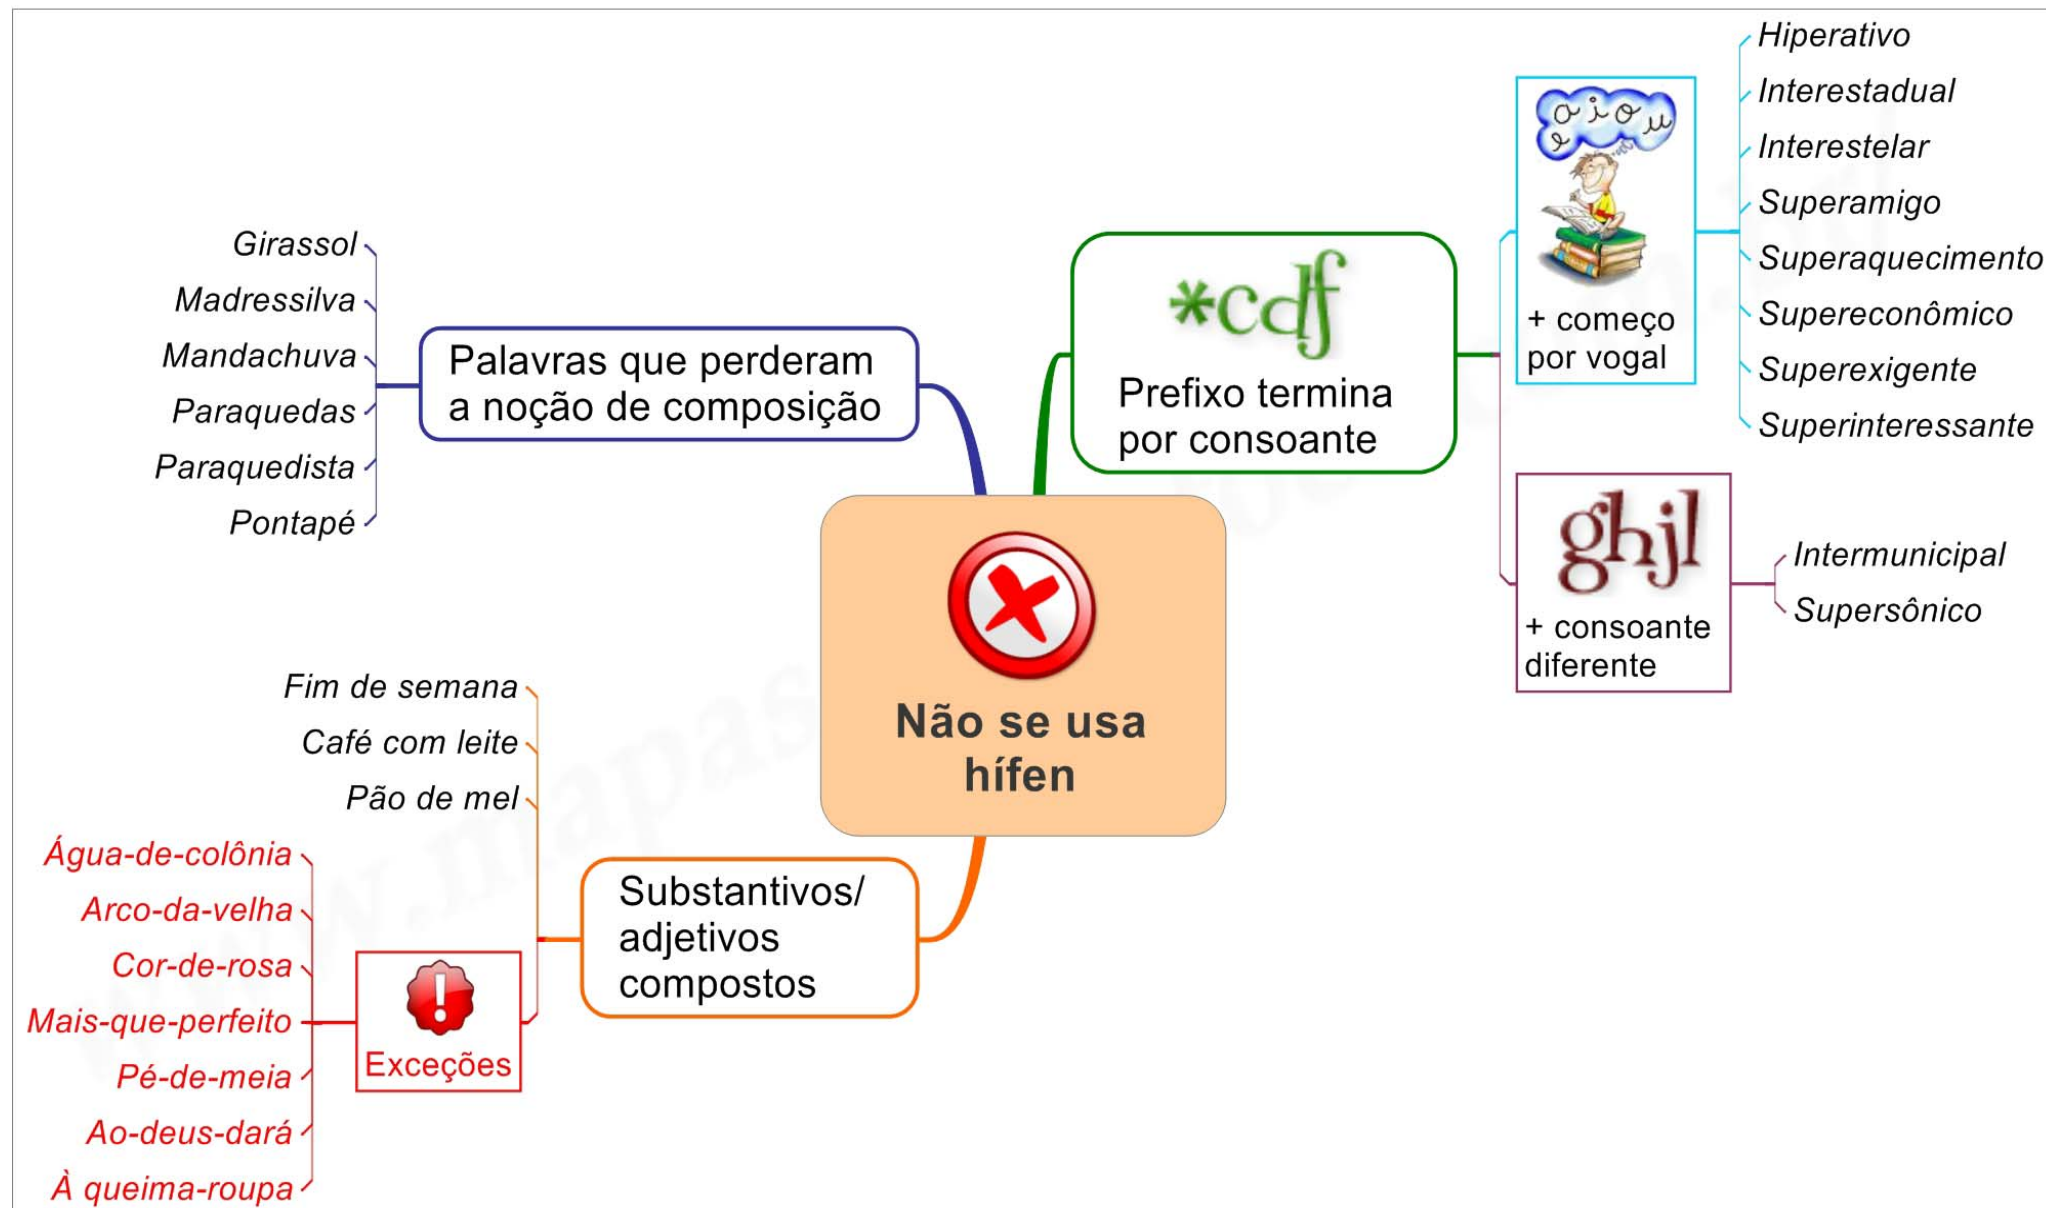 Não se usa
hífen
*cdf
Prefixo termina
por consoante
a e i o u
+ começo
por vogal
Hiperativo
Interestadual
Interestelar
Superamigo
Superaquecimento
Supereconômico
Superexigente
Superinteressante
ghjl
+ consoante
diferente
Intermunicipal
Supersônico
Palavras que perderam
a noção de composição
Girassol
Madressilva
Mandachuva
Paraquedas
Paraquedista
Pontapé
Substantivos/
adjetivos
compostos
Fim de semana
Café com leite
Pão de mel
!
Exceções
Água-de-colônia
Arco-da-velha
Cor-de-rosa
Mais-que-perfeito
Pé-de-meia
Ao-deus-dará
À queima-roupa
www.mapas